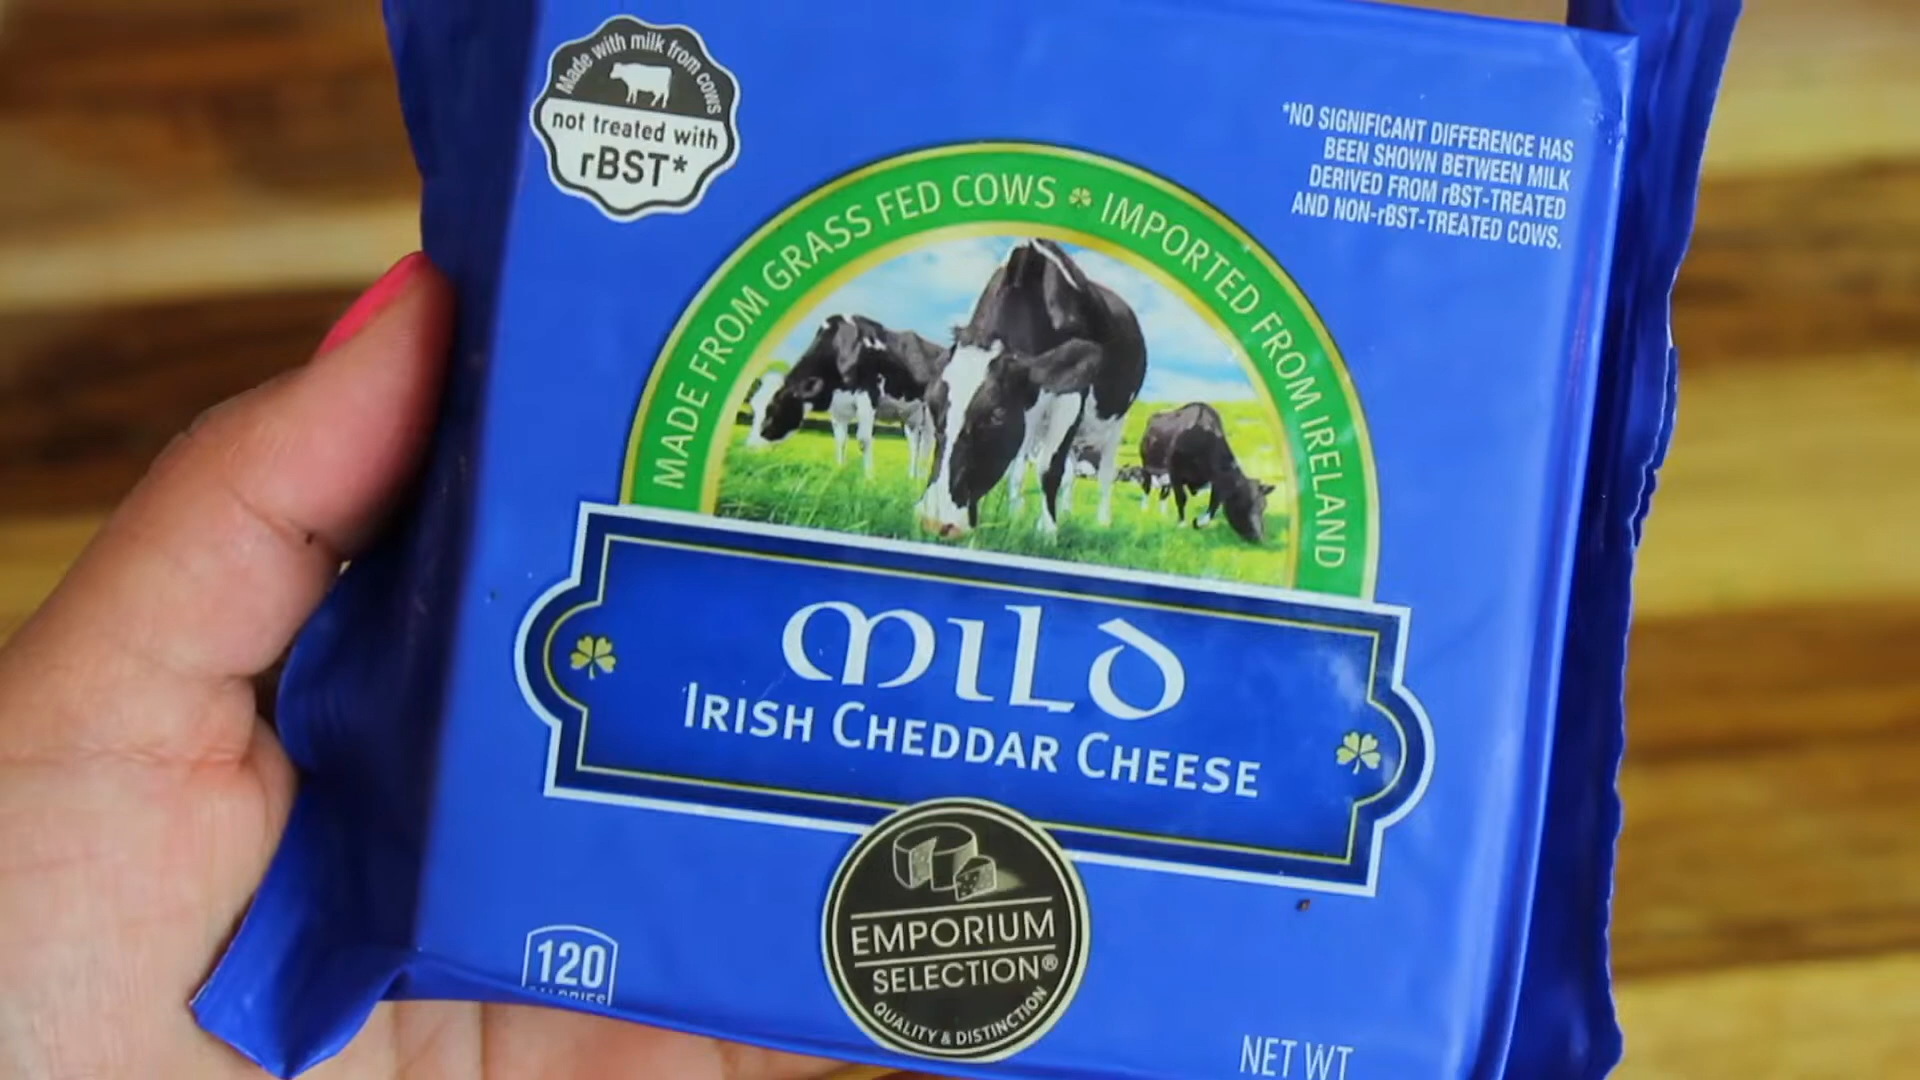 Made with milk from cows
not treated with
rBST*
*NO SIGNIFICANT DIFFERENCE HAS
BEEN SHOWN BETWEEN MILK
DERIVED FROM rBST-TREATED
AND NON-rBST-TREATED COWS.
MADE FROM GRASS FED COWS IMPORTED FROM IRELAND
MILD
IRISH CHEDDAR CHEESE
EMPORIUM
SELECTION®
QUALITY & DISTINCTION
120
CALORIES
NET WT